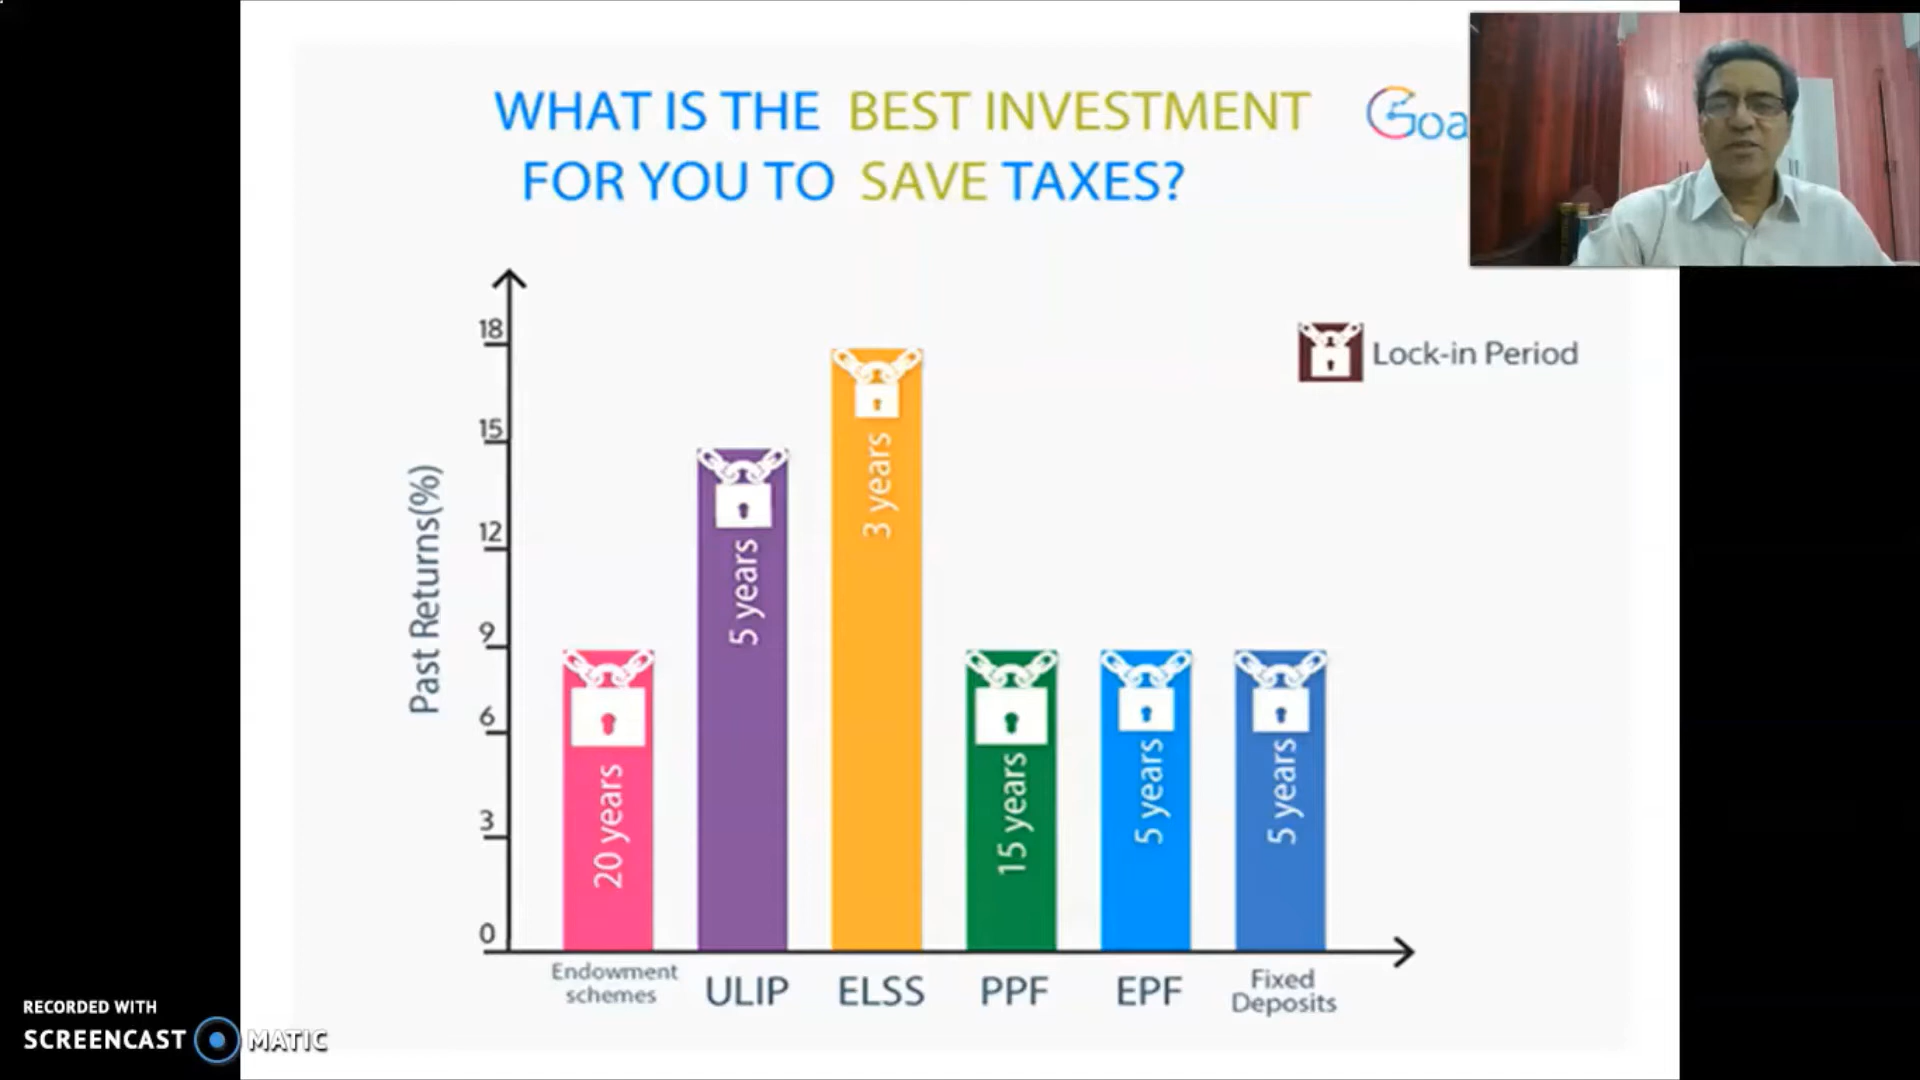 WHAT IS THE BEST INVESTMENT
FOR YOU TO SAVE TAXES?
Goa
Lock-in Period
Past Returns(%)
18
15
12
9
6
3
0
20 years
5 years
3 years
15 years
5 years
5 years
Endowment
schemes
ULIP
ELSS
PPF
EPF
Fixed
Deposits
RECORDED WITH
SCREENCAST MATIC